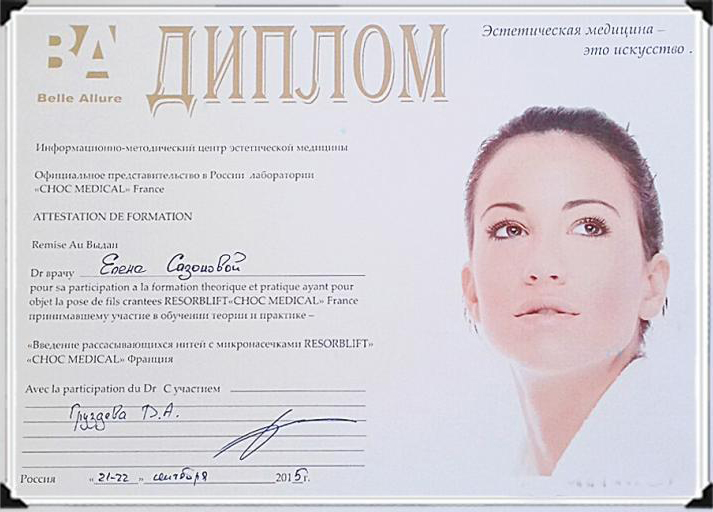 BA
Belle Allure
ДИПЛОМ
Эстетическая медицина –
это искусство .
Информационно-методический центр эстетической медицины
Официальное представительство в России лаборатории
«CHOC MEDICAL» France
ATTESTATION DE FORMATION
Remise Au Выдан
Dr врачу Елена Сазоновой
pour sa participation a la formation theorique et pratique ayant pour
objet la pose de fils crantees RESORBLIFT«CHOC MEDICAL» France
принимавшему участие в обучении теории и практике –
«Введение рассасывающихся нитей с микронасечками RESORBLIFT»
«CHOC MEDICAL» Франция
Avec la participation du Dr С участием
Груздева Д.А.
Россия « 21-22 » сентября 2015г.